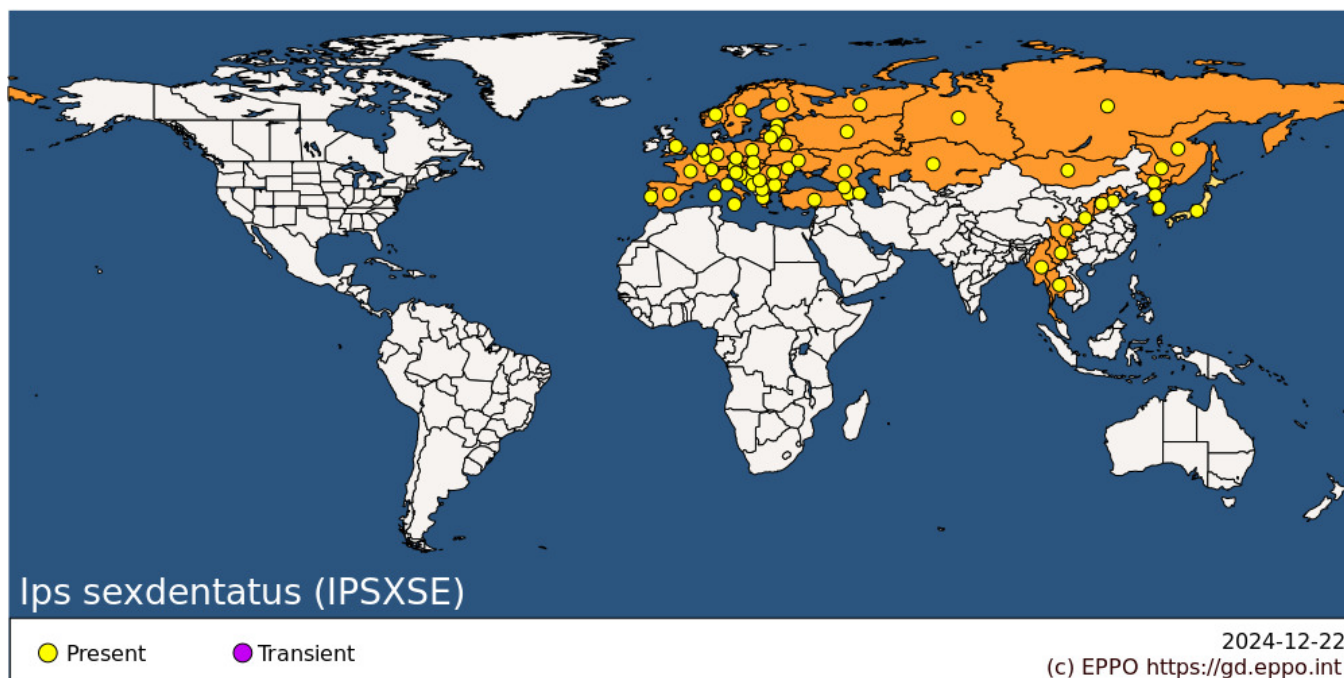 Ips sexdentatus (IPSXSE)
Present
Transient
2024-12-22
(c) EPPO https://gd.eppo.int